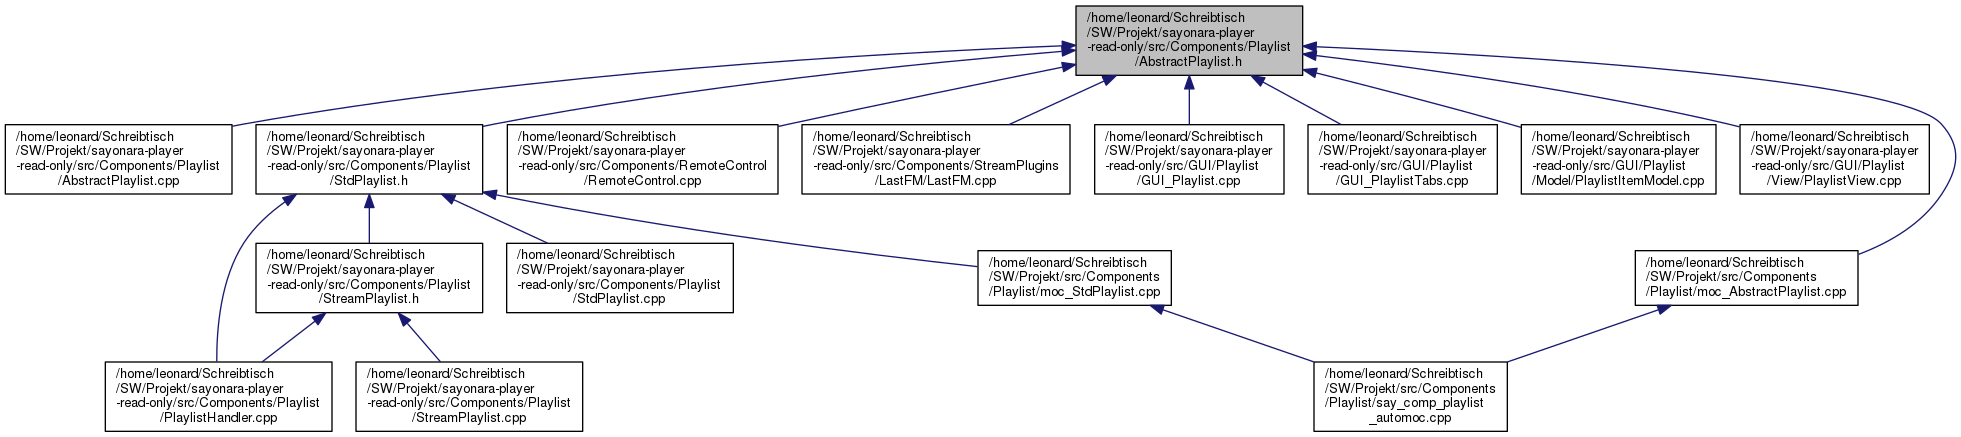 /home/leonard/Schreibtisch
/SW/Projekt/sayonara-player
-read-only/src/Components/Playlist
/AbstractPlaylist.h
/home/leonard/Schreibtisch
/SW/Projekt/sayonara-player
-read-only/src/Components/Playlist
/AbstractPlaylist.cpp
/home/leonard/Schreibtisch
/SW/Projekt/sayonara-player
-read-only/src/Components/Playlist
/StdPlaylist.h
/home/leonard/Schreibtisch
/SW/Projekt/sayonara-player
-read-only/src/Components/RemoteControl
/RemoteControl.cpp
/home/leonard/Schreibtisch
/SW/Projekt/sayonara-player
-read-only/src/Components/StreamPlugins
/LastFM/LastFM.cpp
/home/leonard/Schreibtisch
/SW/Projekt/sayonara-player
-read-only/src/GUI/Playlist
/GUI_Playlist.cpp
/home/leonard/Schreibtisch
/SW/Projekt/sayonara-player
-read-only/src/GUI/Playlist
/GUI_PlaylistTabs.cpp
/home/leonard/Schreibtisch
/SW/Projekt/sayonara-player
-read-only/src/GUI/Playlist
/Model/PlaylistItemModel.cpp
/home/leonard/Schreibtisch
/SW/Projekt/sayonara-player
-read-only/src/GUI/Playlist
/View/PlaylistView.cpp
/home/leonard/Schreibtisch
/SW/Projekt/sayonara-player
-read-only/src/Components/Playlist
/StreamPlaylist.h
/home/leonard/Schreibtisch
/SW/Projekt/sayonara-player
-read-only/src/Components/Playlist
/StdPlaylist.cpp
/home/leonard/Schreibtisch
/SW/Projekt/src/Components
/Playlist/moc_StdPlaylist.cpp
/home/leonard/Schreibtisch
/SW/Projekt/src/Components
/Playlist/moc_AbstractPlaylist.cpp
/home/leonard/Schreibtisch
/SW/Projekt/sayonara-player
-read-only/src/Components/Playlist
/PlaylistHandler.cpp
/home/leonard/Schreibtisch
/SW/Projekt/sayonara-player
-read-only/src/Components/Playlist
/StreamPlaylist.cpp
/home/leonard/Schreibtisch
/SW/Projekt/src/Components
/Playlist/say_comp_playlist
_automoc.cpp